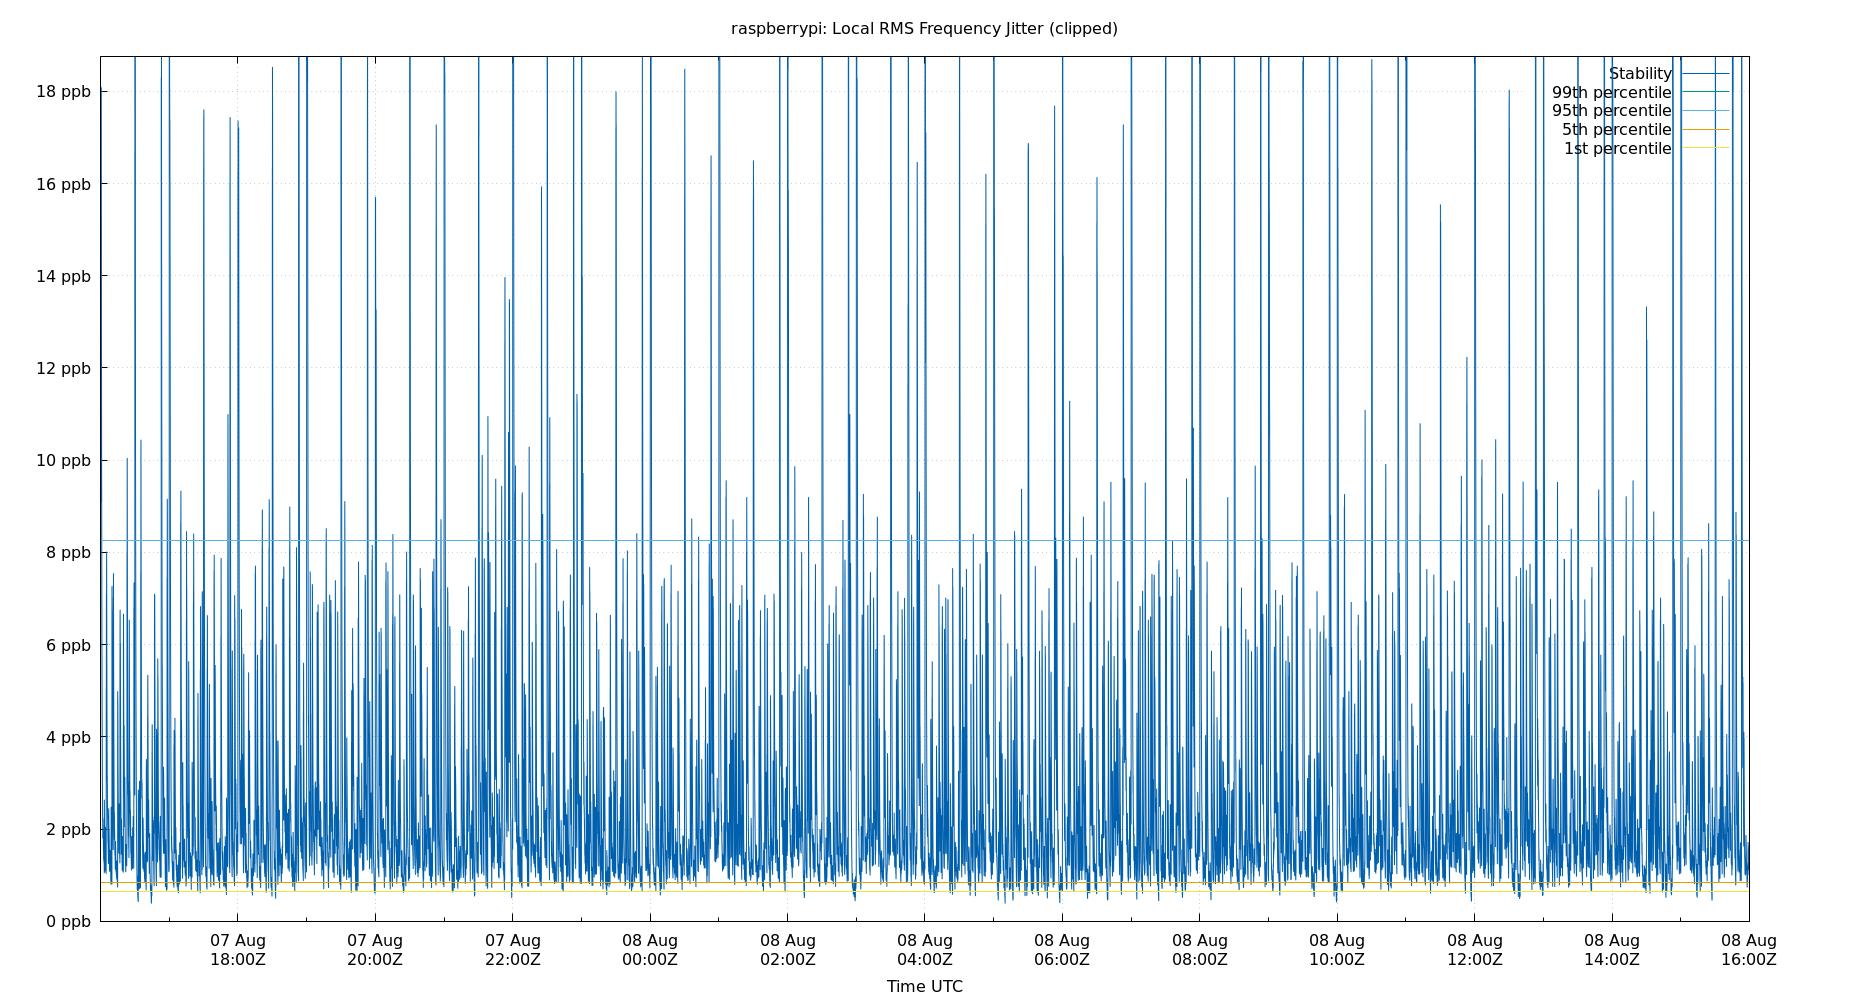 raspberrypi: Local RMS Frequency Jitter (clipped)
Stability
99th percentile
95th percentile
5th percentile
1st percentile
18 ppb
16 ppb
14 ppb
12 ppb
10 ppb
8 ppb
6 ppb
4 ppb
2 ppb
0 ppb
07 Aug 07 Aug 07 Aug 08 Aug 08 Aug 08 Aug 08 Aug 08 Aug 08 Aug 08 Aug 08 Aug 08 Aug
18:00Z 20:00Z 22:00Z 00:00Z 02:00Z 04:00Z 06:00Z 08:00Z 10:00Z 12:00Z 14:00Z 16:00Z
Time UTC